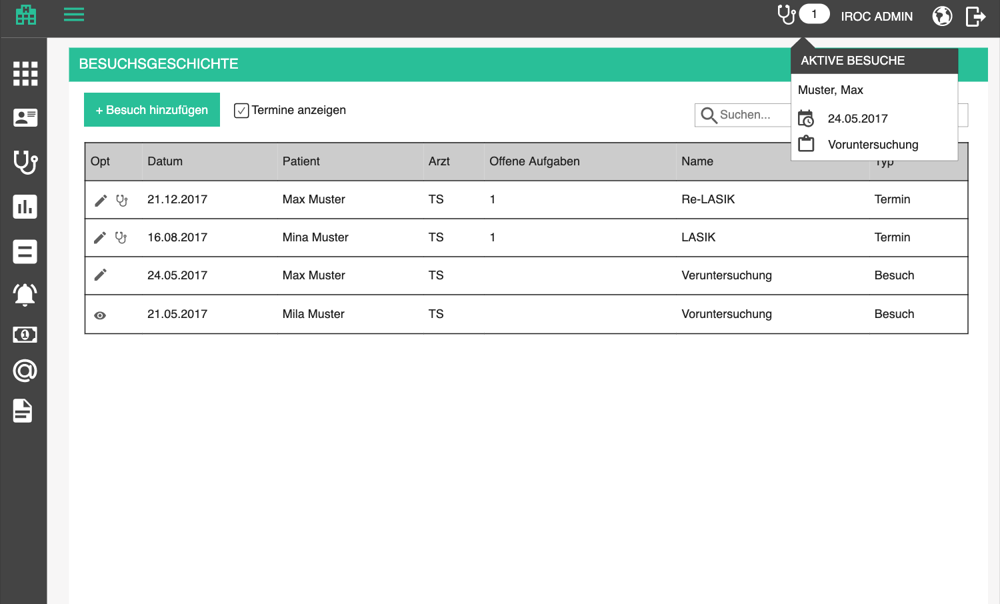 1 IROC ADMIN
BESUCHSGESCHICHTE
AKTIVE BESUCHE
Muster, Max
24.05.2017
Voruntersuchung
+ Besuch hinzufügen Termine anzeigen Suchen...
Opt Datum Patient Arzt Offene Aufgaben Name Typ
21.12.2017 Max Muster TS 1 Re-LASIK Termin
16.08.2017 Mina Muster TS 1 LASIK Termin
24.05.2017 Max Muster TS Veruntersuchung Besuch
21.05.2017 Mila Muster TS Voruntersuchung Besuch